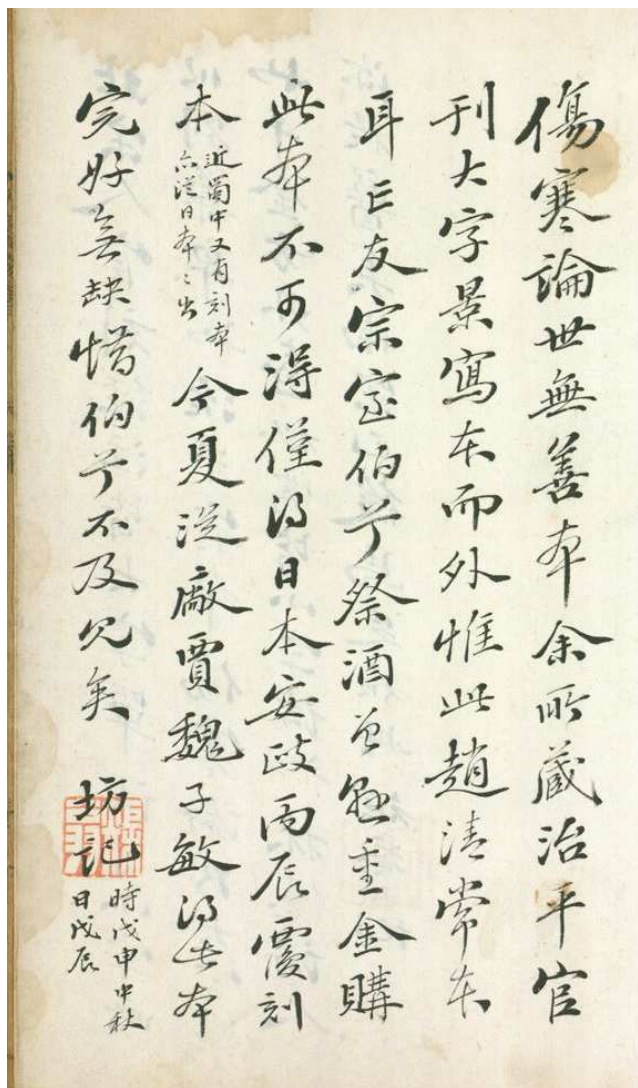 傷寒論世無善本余所藏治平官
刊大字景寫本而外惟此趙清常本
耳亡友宗室伯兮祭酒曾懸重金購
此本不可得僅得日本安政丙辰覆刻
本
近蜀中又有刻本
亦從日本之出
今夏從廠賈魏子敏得此本
完好無缺惜伯兮不及見矣
坊記
時戊申中秋
日戊辰